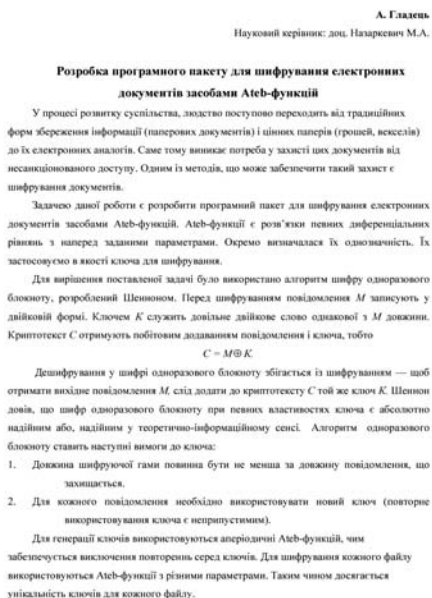 А. Гладець
Науковий керівник: доц. Назаркевич М.А.
Розробка програмного пакету для шифрування електронних
документів засобами Ateb-функцій
У процесі розвитку суспільства, людство поступово переходить від традиційних
форм збереження інформації (паперових документів) і цінних паперів (грошей, векселів)
до їх електронних аналогів. Саме тому виникає потреба у захисті цих документів від
несанкціонованого доступу. Одним із методів, що може забезпечити такий захист є
шифрування документів.
Задачею даної роботи є розробити програмний пакет для шифрування електронних
документів засобами Ateb-функцій. Ateb-функції є розв'язки певних диференціальних
рівнянь з наперед заданими параметрами. Окремо визначалася їх однозначність. Їх
застосовуємо в якості ключа для шифрування.
Для вирішення поставленої задачі було використано алгоритм шифру одноразового
блокноту, розроблений Шенноном. Перед шифруванням повідомлення M записують у
двійковій формі. Ключем K служить довільне двійкове слово однакової з M довжини.
Криптотекст C отримують побітовим додаванням повідомлення і ключа, тобто
C = M⊕K.
Дешифрування у шифрі одноразового блокноту збігається із шифруванням — щоб
отримати вихідне повідомлення M, слід додати до криптотексту C той же ключ K. Шеннон
довів, що шифр одноразового блокноту при певних властивостях ключа є абсолютно
надійним або, надійним у теоретично-інформаційному сенсі. Алгоритм одноразового
блокноту ставить наступні вимоги до ключа:
1. Довжина шифруючої гами повинна бути не менша за довжину повідомлення, що
захищається.
2. Для кожного повідомлення необхідно використовувати новий ключ (повторне
використовування ключа є неприпустимим).
Для генерації ключів використовуються аперіодичні Ateb-функцій, чим
забезпечується виключення повторень серед ключів. Для шифрування кожного файлу
використовуються Ateb-функції з різними параметрами. Таким чином досягається
унікальність ключів для кожного файлу.